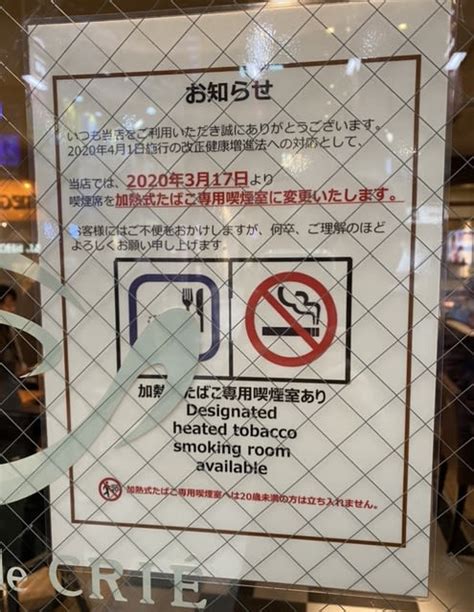 お知らせ
いつも当店をご利用いただき誠にありがとうございます。
2020年4月1日施行の改正健康増進法への対応として、
当店では、2020年3月17日より
喫煙席を加熱式たばこ専用喫煙室に変更いたします。
お客様にはご不便をおかけしますが、何卒、ご理解のほど
よろしくお願い申し上げます
加熱式たばこ専用喫煙室あり
Designated
heated tobacco
smoking room
available
加熱式たばこ専用喫煙室へは20歳未満の方は立ち入れません。
de CRIÉ